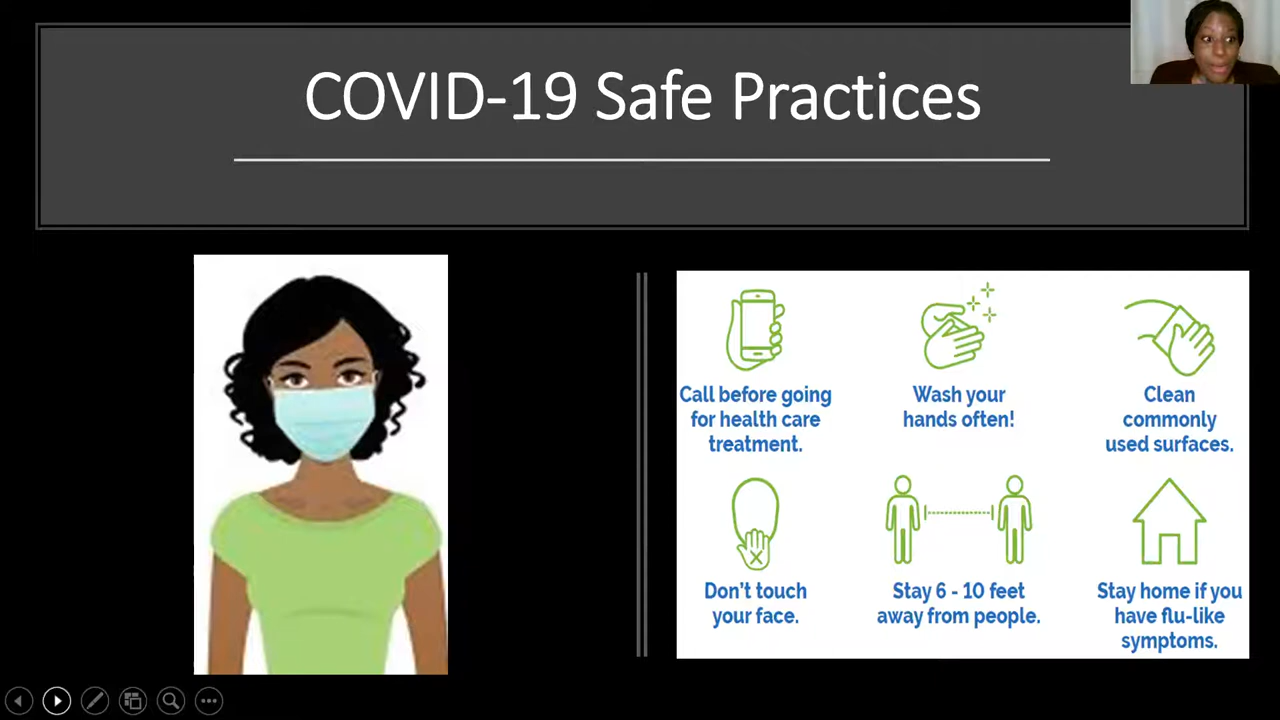 COVID-19 Safe Practices
Call before going
for health care
treatment.
Wash your
hands often!
Clean
commonly
used surfaces.
Don't touch
your face.
Stay 6 - 10 feet
away from people.
Stay home if you
have flu-like
symptoms.